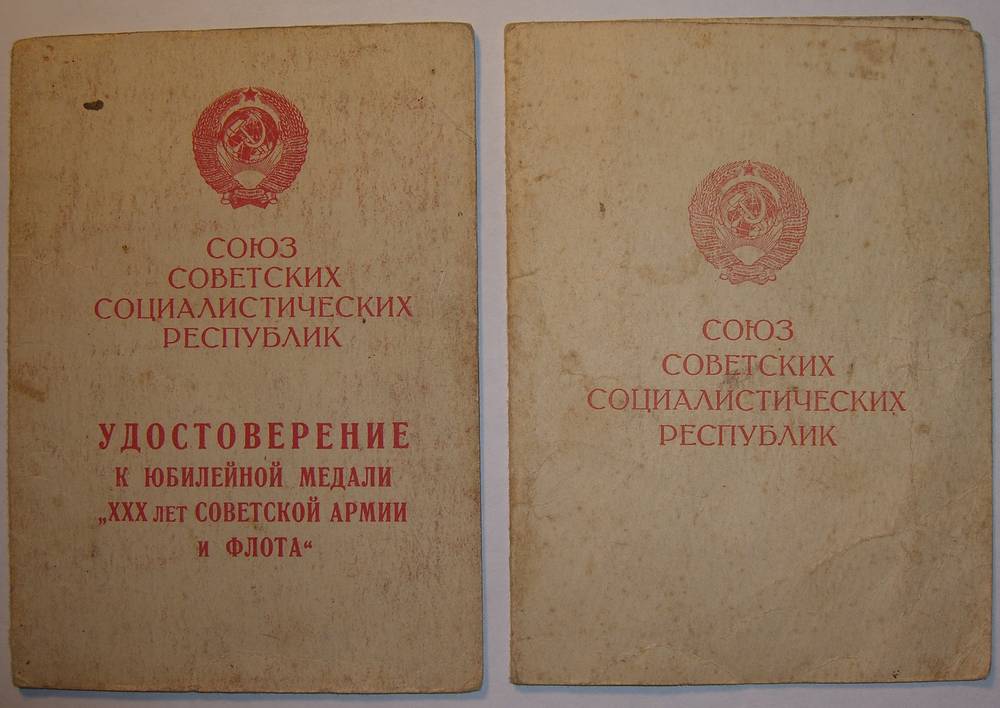 СОЮЗ
СОВЕТСКИХ
СОЦИАЛИСТИЧЕСКИХ
РЕСПУБЛИК
УДОСТОВЕРЕНИЕ
К ЮБИЛЕЙНОЙ МЕДАЛИ
„XXX ЛЕТ СОВЕТСКОЙ АРМИИ
И ФЛОТА“
СОЮЗ
СОВЕТСКИХ
СОЦИАЛИСТИЧЕСКИХ
РЕСПУБЛИК